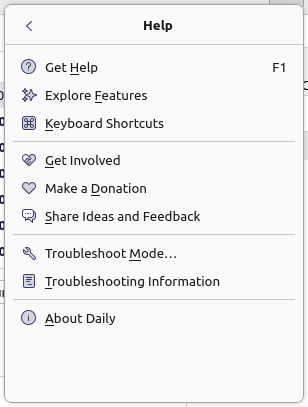 Help
Get Help F1
Explore Features
Keyboard Shortcuts
Get Involved
Make a Donation
Share Ideas and Feedback
Troubleshoot Mode…
Troubleshooting Information
About Daily